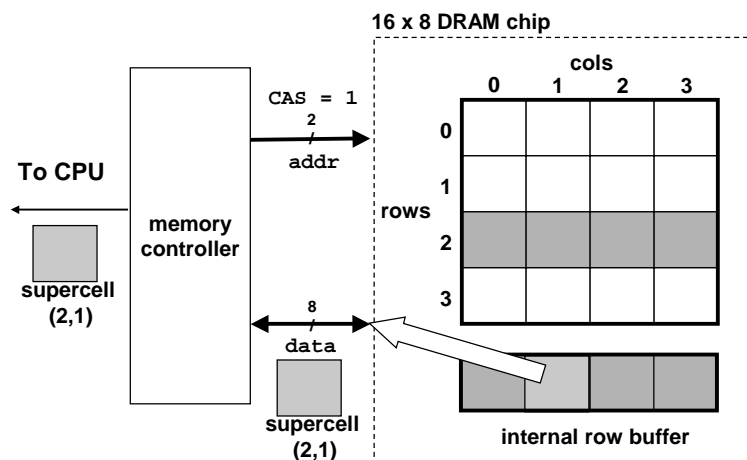 16 x 8 DRAM chip
cols
0 1 2 3
CAS = 1
2
addr
0
1
rows
2
3
To CPU
memory
controller
supercell
(2,1)
8
data
supercell
(2,1)
internal row buffer